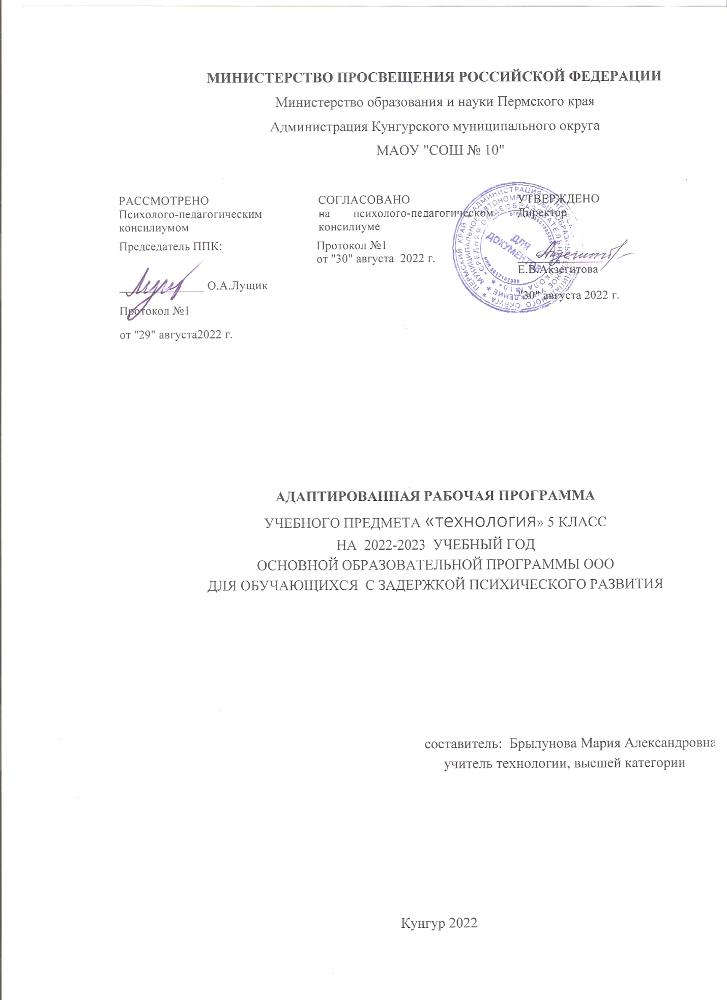 МИНИСТЕРСТВО ПРОСВЕЩЕНИЯ РОССИЙСКОЙ ФЕДЕРАЦИИ
Министерство образования и науки Пермского края
Администрация Кунгурского муниципального округа
МАОУ "СОШ № 10"
РАССМОТРЕНО
Психолого-педагогическим
консилиумом
Председатель ППК:
О.А.Лущик
Протокол №1
от "29" августа2022 г.
СОГЛАСОВАНО
на психолого-педагогическом
консилиуме
Протокол №1
от "30" августа 2022 г.
УТВЕРЖДЕНО
Директор
Е.В.Акзегитова
"30" августа 2022 г.
ДЛЯ
ДОКУМЕНТОВ
АДАПТИРОВАННАЯ РАБОЧАЯ ПРОГРАММА
УЧЕБНОГО ПРЕДМЕТА «технология» 5 КЛАСС
НА 2022-2023 УЧЕБНЫЙ ГОД
ОСНОВНОЙ ОБРАЗОВАТЕЛЬНОЙ ПРОГРАММЫ ООО
ДЛЯ ОБУЧАЮЩИХСЯ С ЗАДЕРЖКОЙ ПСИХИЧЕСКОГО РАЗВИТИЯ
составитель: Брылунова Мария Александровна
учитель технологии, высшей категории
Кунгур 2022